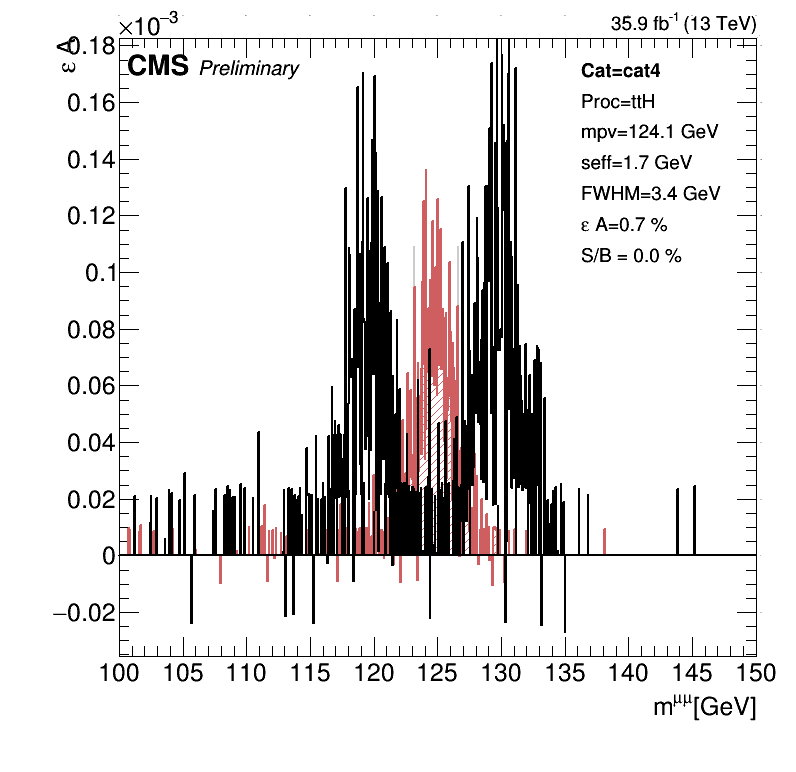 ×10⁻³
35.9 fb⁻¹ (13 TeV)
ε A
CMS Preliminary
Cat=cat4
Proc=ttH
mpv=124.1 GeV
seff=1.7 GeV
FWHM=3.4 GeV
ε A=0.7 %
S/B = 0.0 %
0.18
0.16
0.14
0.12
0.1
0.08
0.06
0.04
0.02
0
−0.02
100 105 110 115 120 125 130 135 140 145 150
m^μμ[GeV]